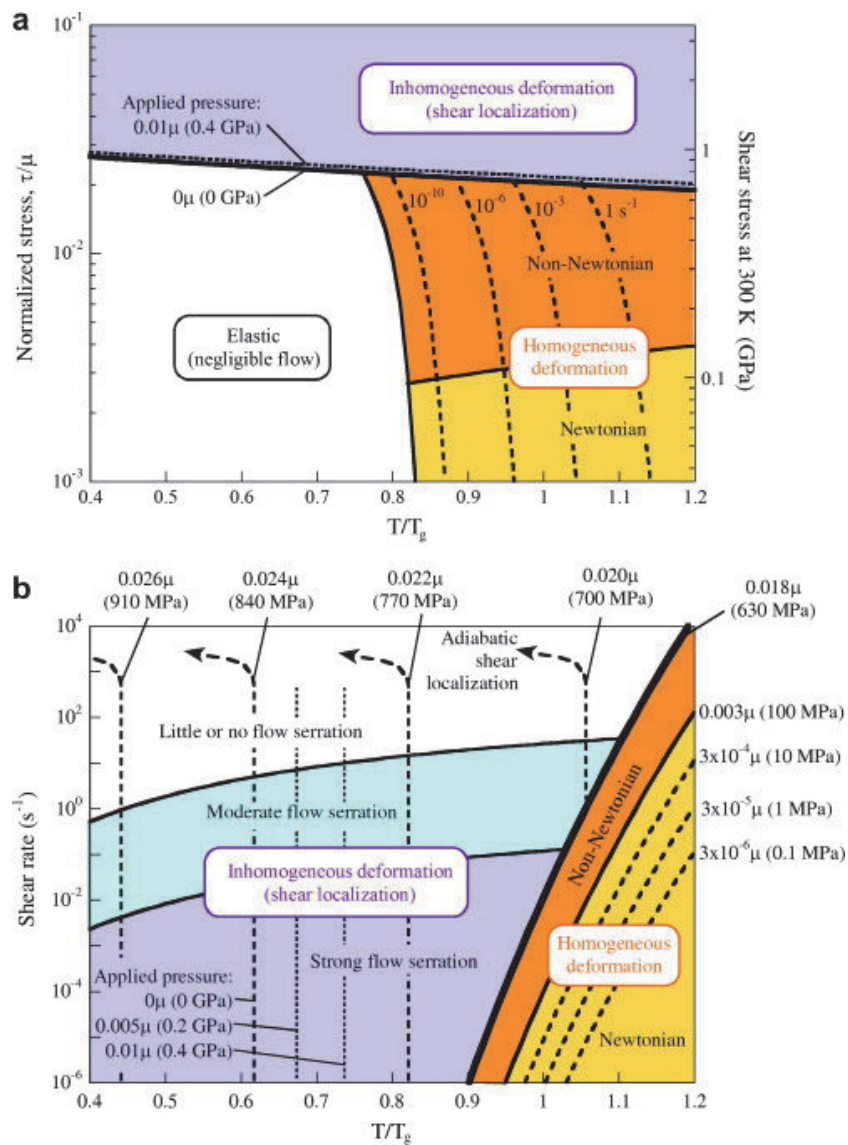 a
10⁻¹
Inhomogeneous deformation
(shear localization)
Applied pressure:
0.01μ (0.4 GPa)
0μ (0 GPa)
1
10⁻¹⁰
10⁻⁶
10⁻³
1 s⁻¹
10⁻²
Non-Newtonian
Elastic
(negligible flow)
Homogeneous
deformation
0.1
Newtonian
10⁻³
Normalized stress, τ/μ
Shear stress at 300 K (GPa)
0.4
0.5
0.6
0.7
0.8
0.9
1
1.1
1.2
T/Tg
b
0.026μ
(910 MPa)
0.024μ
(840 MPa)
0.022μ
(770 MPa)
0.020μ
(700 MPa)
0.018μ
(630 MPa)
10⁴
Adiabatic
shear
localization
Little or no flow serration
10²
0.003μ (100 MPa)
3x10⁻⁴μ (10 MPa)
3x10⁻⁵μ (1 MPa)
3x10⁻⁶μ (0.1 MPa)
10⁰
Moderate flow serration
Non-Newtonian
Inhomogeneous deformation
(shear localization)
10⁻²
Strong flow serration
Homogeneous
deformation
Applied pressure:
0μ (0 GPa)
0.005μ (0.2 GPa)
0.01μ (0.4 GPa)
10⁻⁴
Newtonian
10⁻⁶
Shear rate (s⁻¹)
0.4
0.5
0.6
0.7
0.8
0.9
1
1.1
1.2
T/Tg